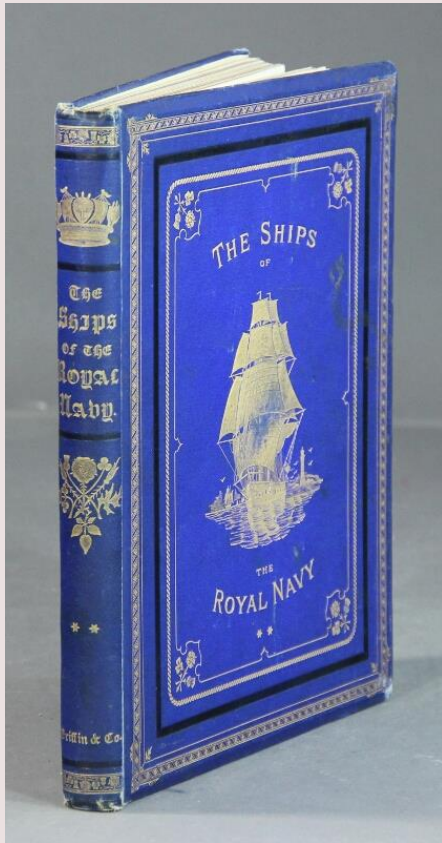 THE
SHIPS
OF THE
ROYAL
NAVY.
* *
Griffin & Co.
THE SHIPS
OF
THE
ROYAL NAVY
* *